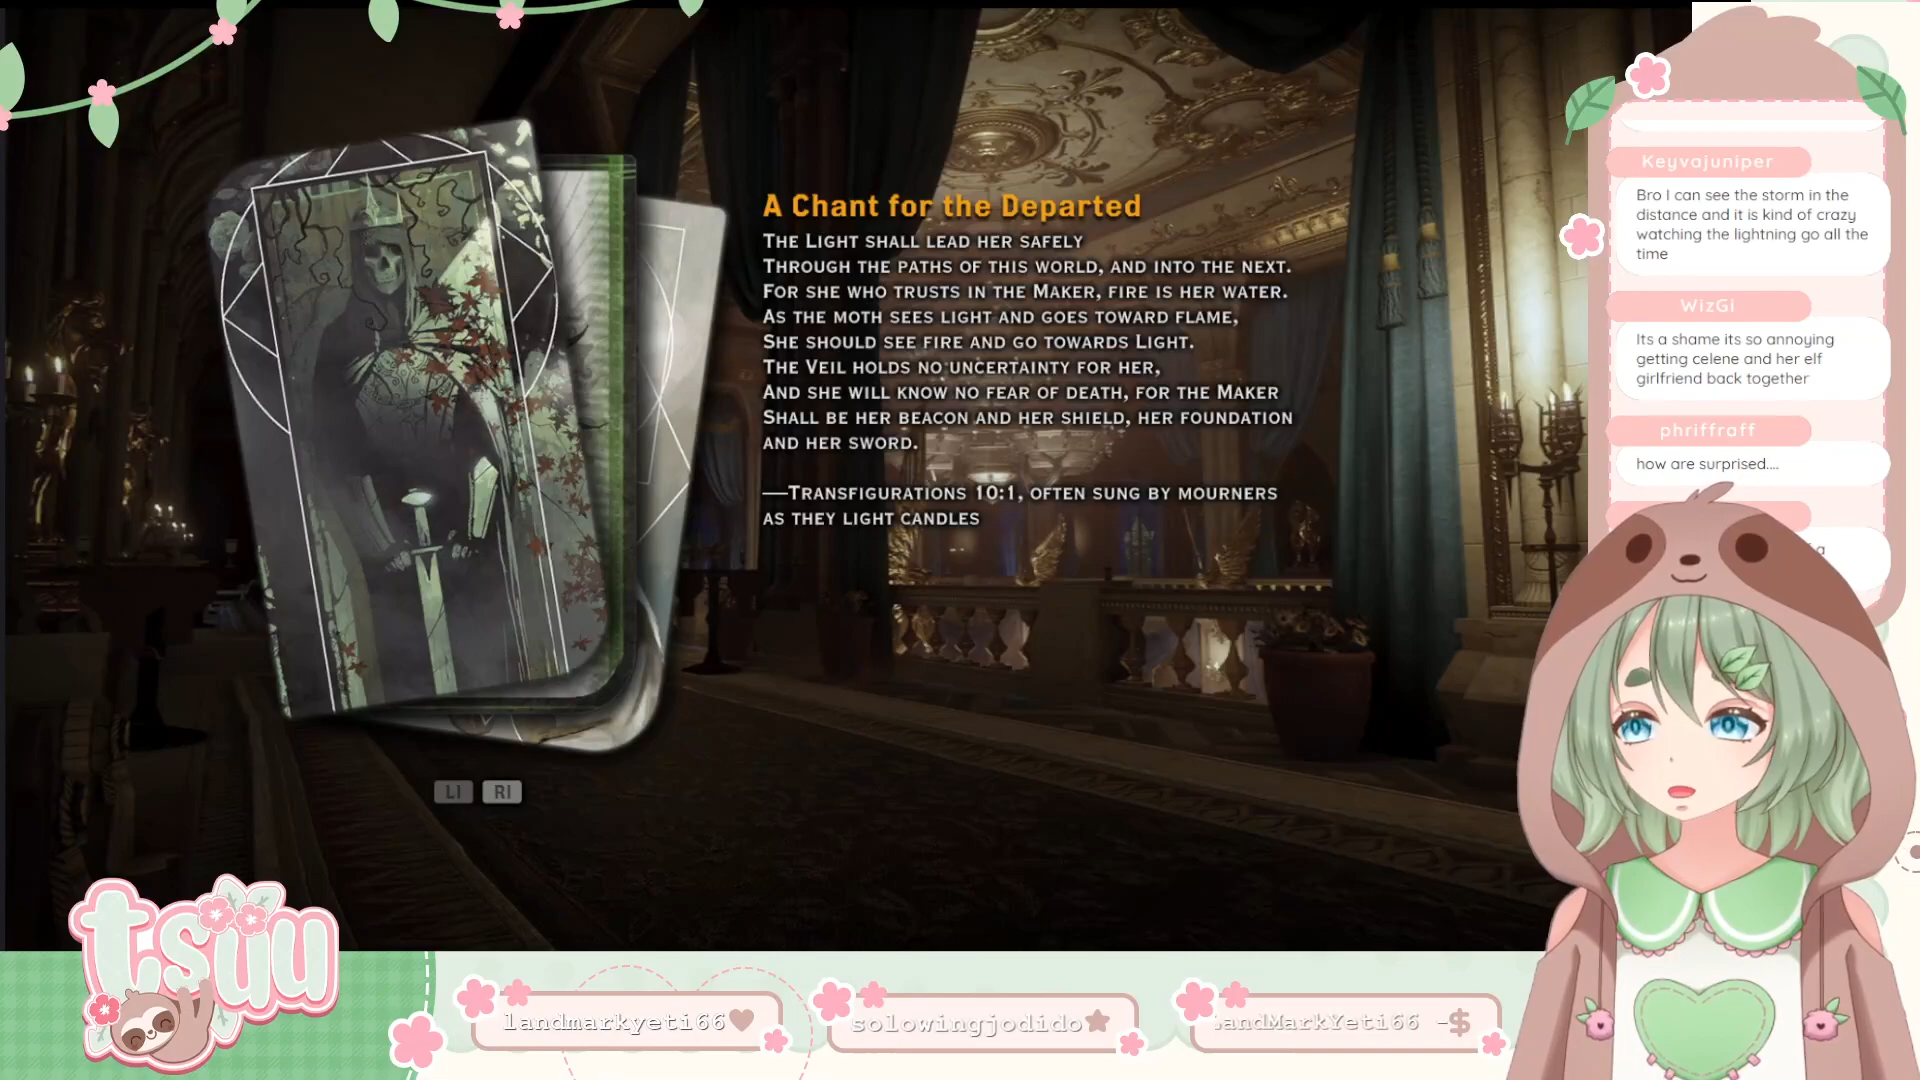 A Chant for the Departed
The Light shall lead her safely
Through the paths of this world, and into the next.
For she who trusts in the Maker, fire is her water.
As the moth sees light and goes toward flame,
She should see fire and go towards Light.
The Veil holds no uncertainty for her,
And she will know no fear of death, for the Maker
Shall be her beacon and her shield, her foundation
and her sword.
—Transfigurations 10:1, often sung by mourners
as they light candles
L1 R1
Keyvajuniper
Bro I can see the storm in the
distance and it is kind of crazy
watching the lightning go all the
time
WizGi
Its a shame its so annoying
getting celene and her elf
girlfriend back together
phriffraff
how are surprised....
tsuu
landmarkyeti66
solowingjodido
andMarkYeti66 -$